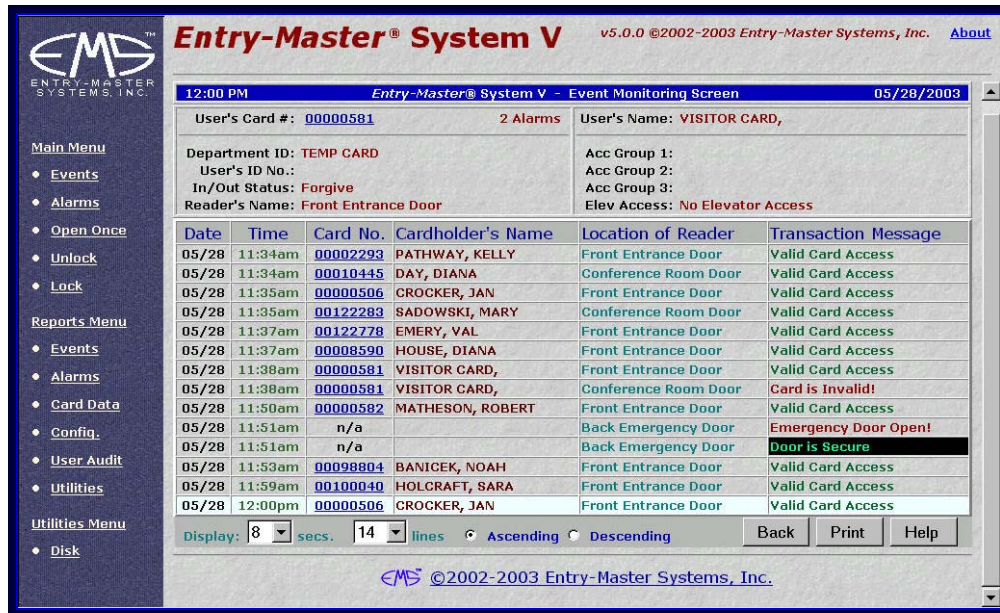 EMS TM
ENTRY-MASTER
SYSTEMS, INC.
Entry-Master® System V v5.0.0 ©2002-2003 Entry-Master Systems, Inc. About
12:00 PM Entry-Master® System V - Event Monitoring Screen 05/28/2003
User's Card #: 00000581 2 Alarms User's Name: VISITOR CARD,
Department ID: TEMP CARD Acc Group 1:
User's ID No.: Acc Group 2:
In/Out Status: Forgive Acc Group 3:
Reader's Name: Front Entrance Door Elev Access: No Elevator Access
Main Menu
Events
Alarms
Open Once
Unlock
Lock
Reports Menu
Events
Alarms
Card Data
Config.
User Audit
Utilities
Utilities Menu
Disk
Date Time Card No. Cardholder's Name Location of Reader Transaction Message
05/28 11:34am 00002293 PATHWAY, KELLY Front Entrance Door Valid Card Access
05/28 11:34am 00010445 DAY, DIANA Conference Room Door Valid Card Access
05/28 11:35am 00000506 CROCKER, JAN Front Entrance Door Valid Card Access
05/28 11:35am 00122283 SADOWSKI, MARY Conference Room Door Valid Card Access
05/28 11:37am 00122778 EMERY, VAL Front Entrance Door Valid Card Access
05/28 11:37am 00008590 HOUSE, DIANA Front Entrance Door Valid Card Access
05/28 11:38am 00000581 VISITOR CARD, Front Entrance Door Valid Card Access
05/28 11:38am 00000581 VISITOR CARD, Conference Room Door Card is Invalid!
05/28 11:50am 00000582 MATHESON, ROBERT Front Entrance Door Valid Card Access
05/28 11:51am n/a Back Emergency Door Emergency Door Open!
05/28 11:51am n/a Back Emergency Door Door is Secure
05/28 11:53am 00098804 BANICEK, NOAH Front Entrance Door Valid Card Access
05/28 11:59am 00100040 HOLCRAFT, SARA Front Entrance Door Valid Card Access
05/28 12:00pm 00000506 CROCKER, JAN Front Entrance Door Valid Card Access
Display: 8 secs. 14 lines Ascending Descending Back Print Help
EMS ©2002-2003 Entry-Master Systems, Inc.